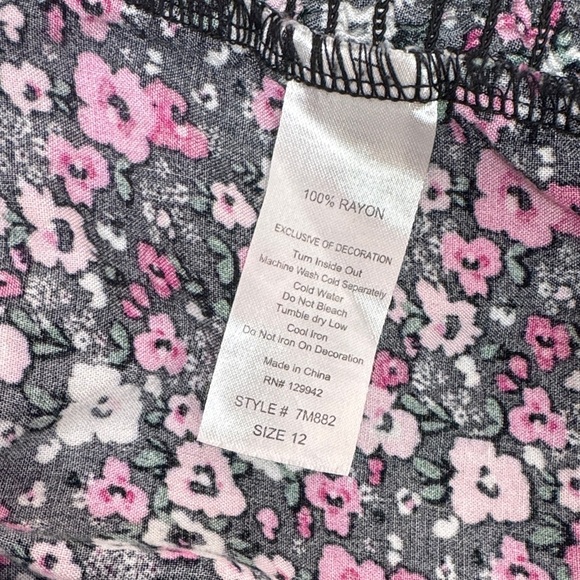 100% RAYON
EXCLUSIVE OF DECORATION
Turn Inside Out
Machine Wash Cold Separately
Cold Water
Do Not Bleach
Tumble dry Low
Cool Iron
Do Not Iron On Decoration
Made in China
RN# 129942
STYLE # 7M882
SIZE 12